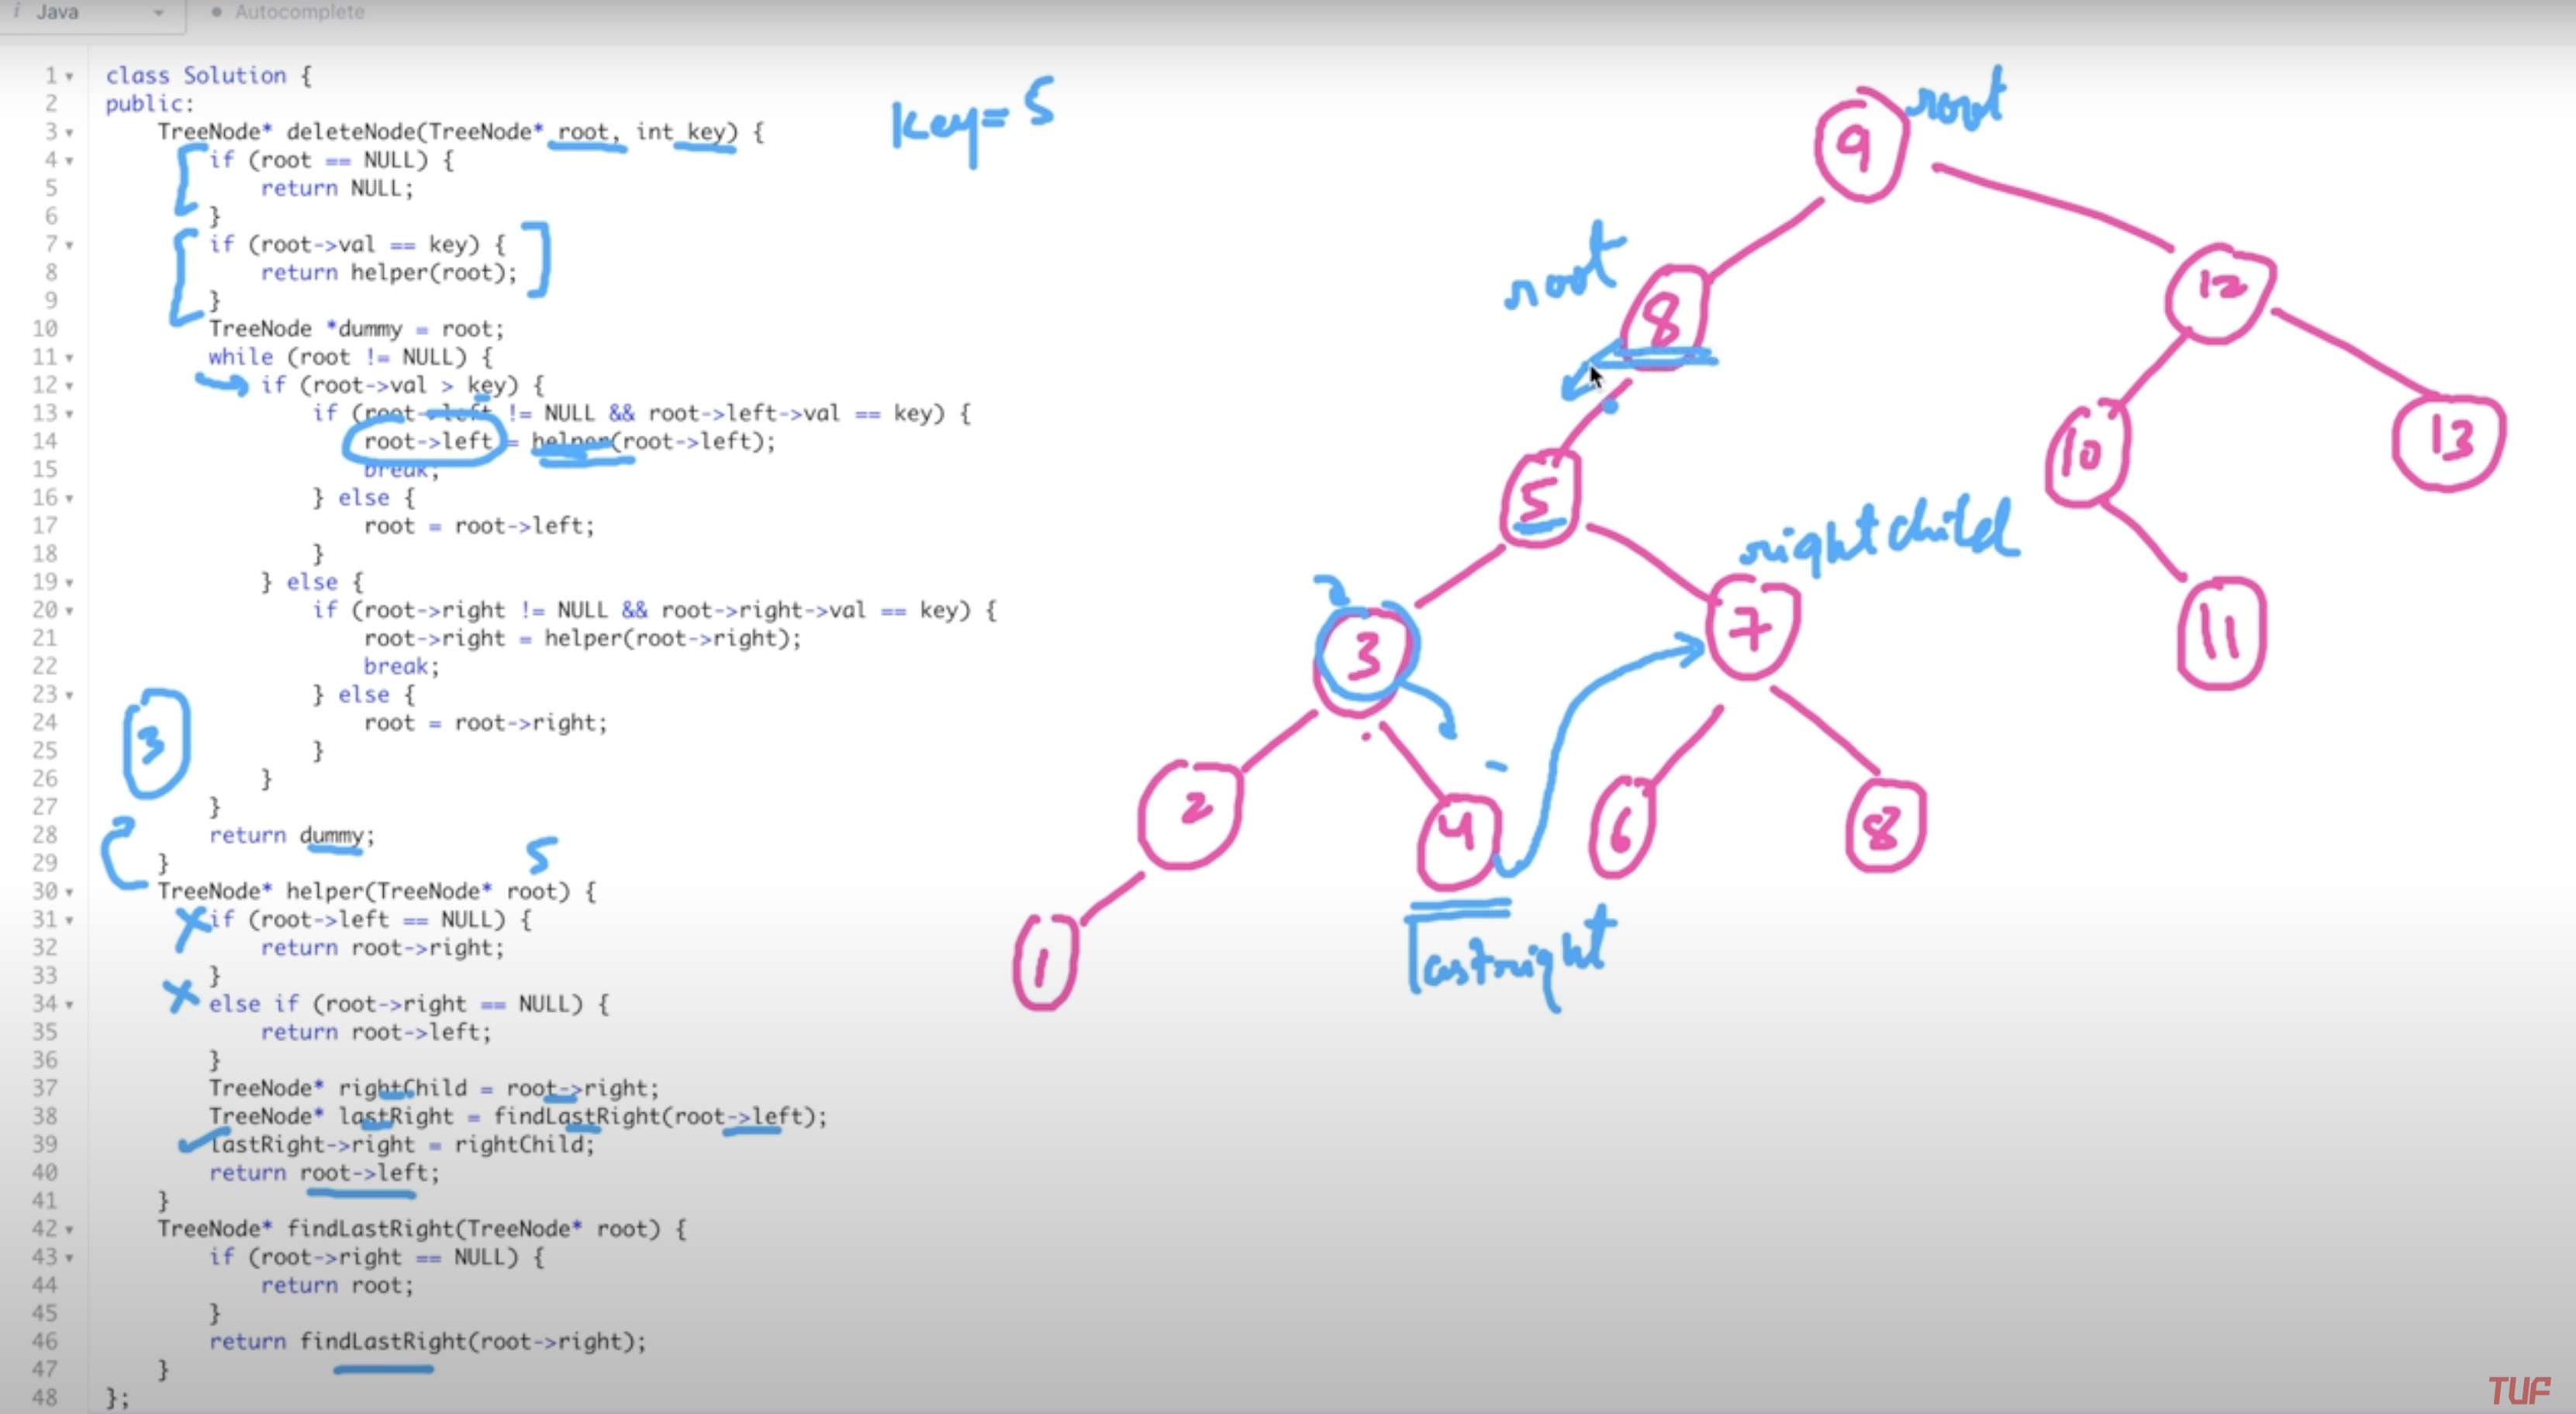 i Java
Autocomplete
1 class Solution {
2 public:
3 TreeNode* deleteNode(TreeNode* root, int key) {
4 if (root == NULL) {
5 return NULL;
6 }
7 if (root->val == key) {
8 return helper(root);
9 }
10 TreeNode *dummy = root;
11 while (root != NULL) {
12 if (root->val > key) {
13 if (root->left != NULL && root->left->val == key) {
14 root->left = helper(root->left);
15 break;
16 } else {
17 root = root->left;
18 }
19 } else {
20 if (root->right != NULL && root->right->val == key) {
21 root->right = helper(root->right);
22 break;
23 } else {
24 root = root->right;
25 }
26 }
27 }
28 return dummy;
29 }
30 TreeNode* helper(TreeNode* root) {
31 if (root->left == NULL) {
32 return root->right;
33 }
34 else if (root->right == NULL) {
35 return root->left;
36 }
37 TreeNode* rightChild = root->right;
38 TreeNode* lastRight = findLastRight(root->left);
39 lastRight->right = rightChild;
40 return root->left;
41 }
42 TreeNode* findLastRight(TreeNode* root) {
43 if (root->right == NULL) {
44 return root;
45 }
46 return findLastRight(root->right);
47 }
48 };
3
5
key = 5
9 root
root 8
12
5
10
13
right child
3
7
11
2
4
6
8
1
lastright
TUF